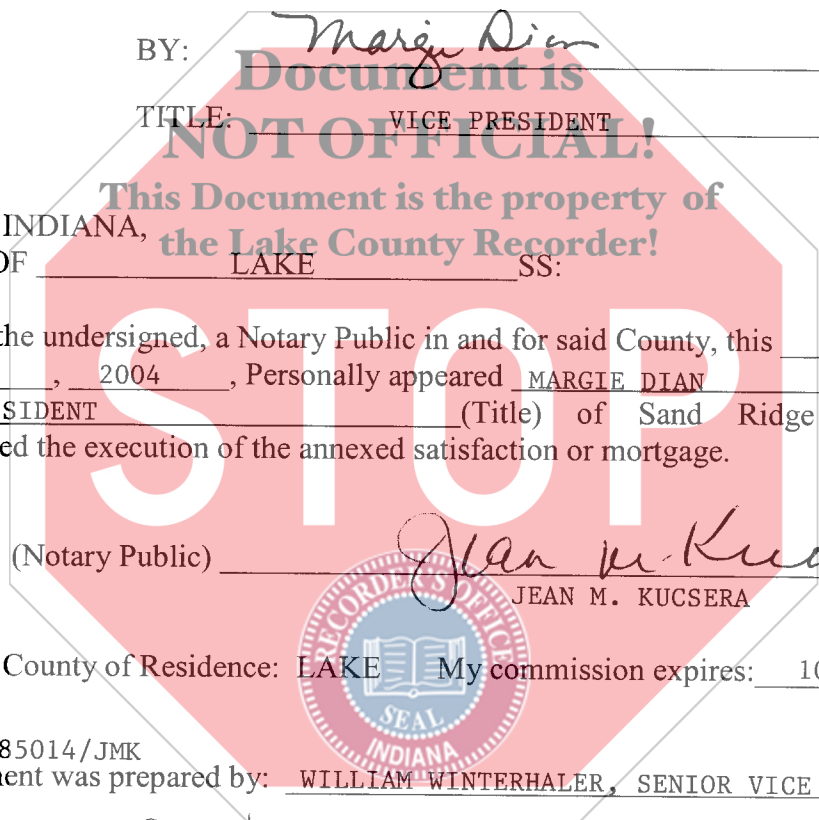 BY: Margie Dian
Document is
TITLE: VICE PRESIDENT
NOT OFFICIAL!
This Document is the property of
INDIANA,
the Lake County Recorder!
OF LAKE SS:
STOP
the undersigned, a Notary Public in and for said County, this
, 2004 , Personally appeared MARGIE DIAN
SIDENT (Title) of Sand Ridge
ed the execution of the annexed satisfaction or mortgage.
(Notary Public) Jean M. Kuc
JEAN M. KUCSERA
RECORDER'S OFFICE
County of Residence: LAKE My commission expires: 10
SEAL
INDIANA
85014/JMK
ent was prepared by: WILLIAM WINTERHALER, SENIOR VICE